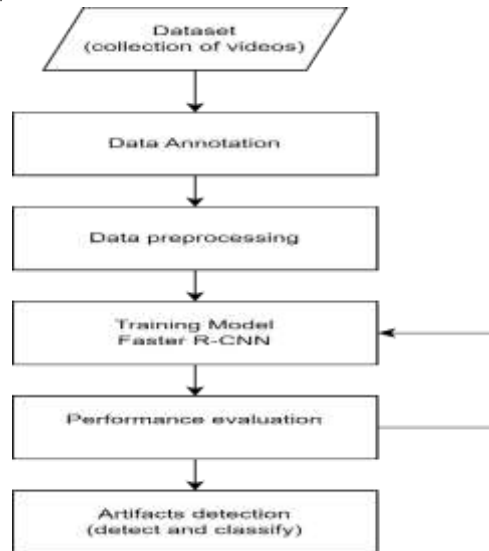 Dataset
(collection of videos)
Data Annotation
Data preprocessing
Training Model
Faster R-CNN
Performance evaluation
Artifacts detection
(detect and classify)